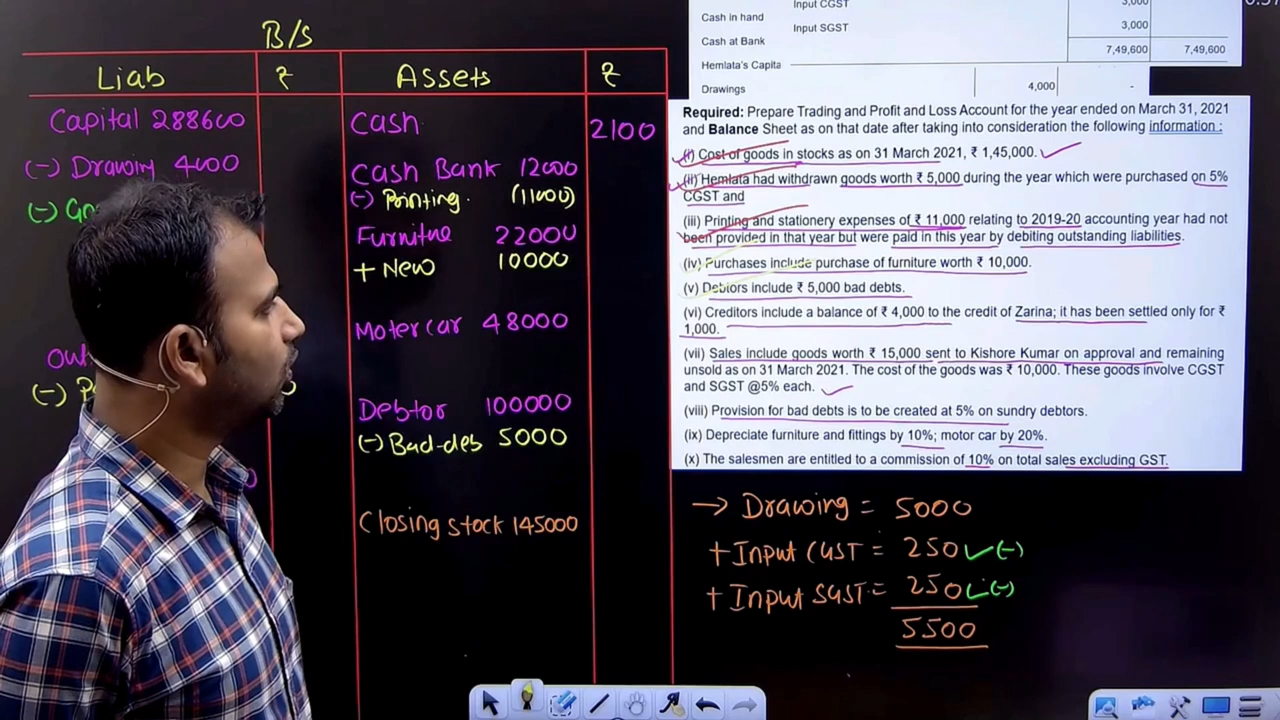 B/S
Liab ₹ Assets ₹
Capital 288600
(-) Drawing 4000
(-)
(-)
Cash 2100
Cash Bank 12000
(-) Printing. (11000)
Furniture 22000
+ New 10000
Motercar 48000
Debtor 100000
(-) Bad-deb 5000
Closing stock 145000
Input CGST 3,000
Cash in hand
Input SGST 3,000
Cash at Bank
7,49,600 7,49,600
Hemlata's Capita
Drawings 4,000 -
Required: Prepare Trading and Profit and Loss Account for the year ended on March 31, 2021
and Balance Sheet as on that date after taking into consideration the following information :
(i) Cost of goods in stocks as on 31 March 2021, ₹ 1,45,000.
(ii) Hemlata had withdrawn goods worth ₹ 5,000 during the year which were purchased on 5%
CGST and
(iii) Printing and stationery expenses of ₹ 11,000 relating to 2019-20 accounting year had not
been provided in that year but were paid in this year by debiting outstanding liabilities.
(iv) Purchases include purchase of furniture worth ₹ 10,000.
(v) Debtors include ₹ 5,000 bad debts.
(vi) Creditors include a balance of ₹ 4,000 to the credit of Zarina; it has been settled only for ₹
1,000.
(vii) Sales include goods worth ₹ 15,000 sent to Kishore Kumar on approval and remaining
unsold as on 31 March 2021. The cost of the goods was ₹ 10,000. These goods involve CGST
and SGST @5% each.
(viii) Provision for bad debts is to be created at 5% on sundry debtors.
(ix) Depreciate furniture and fittings by 10%; motor car by 20%.
(x) The salesmen are entitled to a commission of 10% on total sales excluding GST.
→ Drawing = 5000
+ Input CGST = 250 (-)
+ Input SGST = 250 (-)
5500